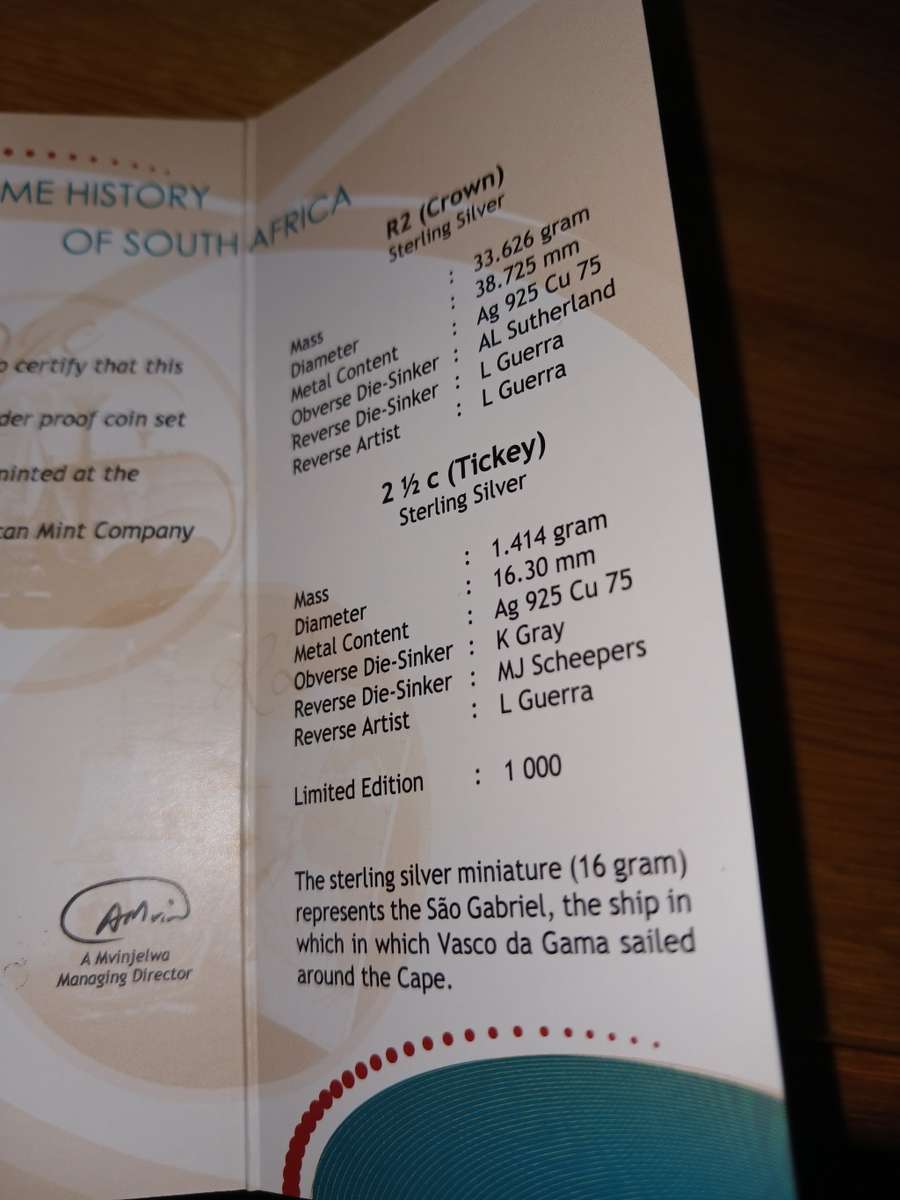 ME HISTORY
OF SOUTH AFRICA
certify that this
der proof coin set
minted at the
can Mint Company
A Mvinjelwa
Managing Director
R2 (Crown)
Sterling Silver
Mass : 33.626 gram
Diameter : 38.725 mm
Metal Content : Ag 925 Cu 75
Obverse Die-Sinker : AL Sutherland
Reverse Die-Sinker : L Guerra
Reverse Artist : L Guerra
2 ½ c (Tickey)
Sterling Silver
Mass : 1.414 gram
Diameter : 16.30 mm
Metal Content : Ag 925 Cu 75
Obverse Die-Sinker : K Gray
Reverse Die-Sinker : MJ Scheepers
Reverse Artist : L Guerra
Limited Edition : 1 000
The sterling silver miniature (16 gram)
represents the São Gabriel, the ship in
which in which Vasco da Gama sailed
around the Cape.